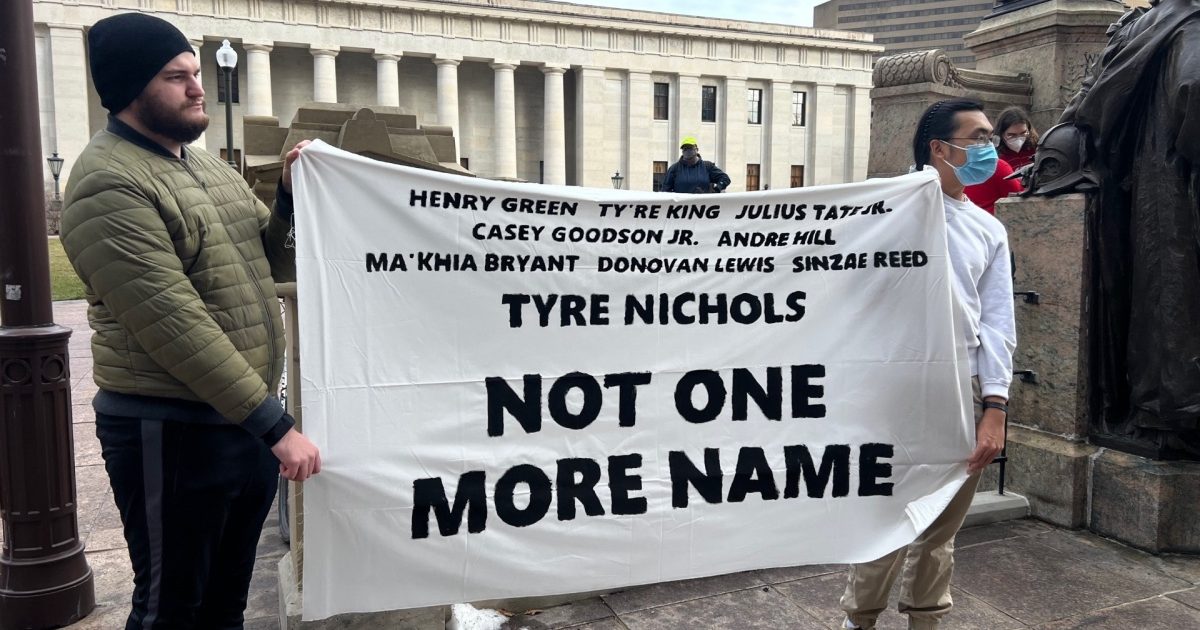 HENRY GREEN TY'RE KING JULIUS TATE JR.
CASEY GOODSON JR. ANDRE HILL
MA'KHIA BRYANT DONOVAN LEWIS SINZAE REED
TYRE NICHOLS
NOT ONE
MORE NAME